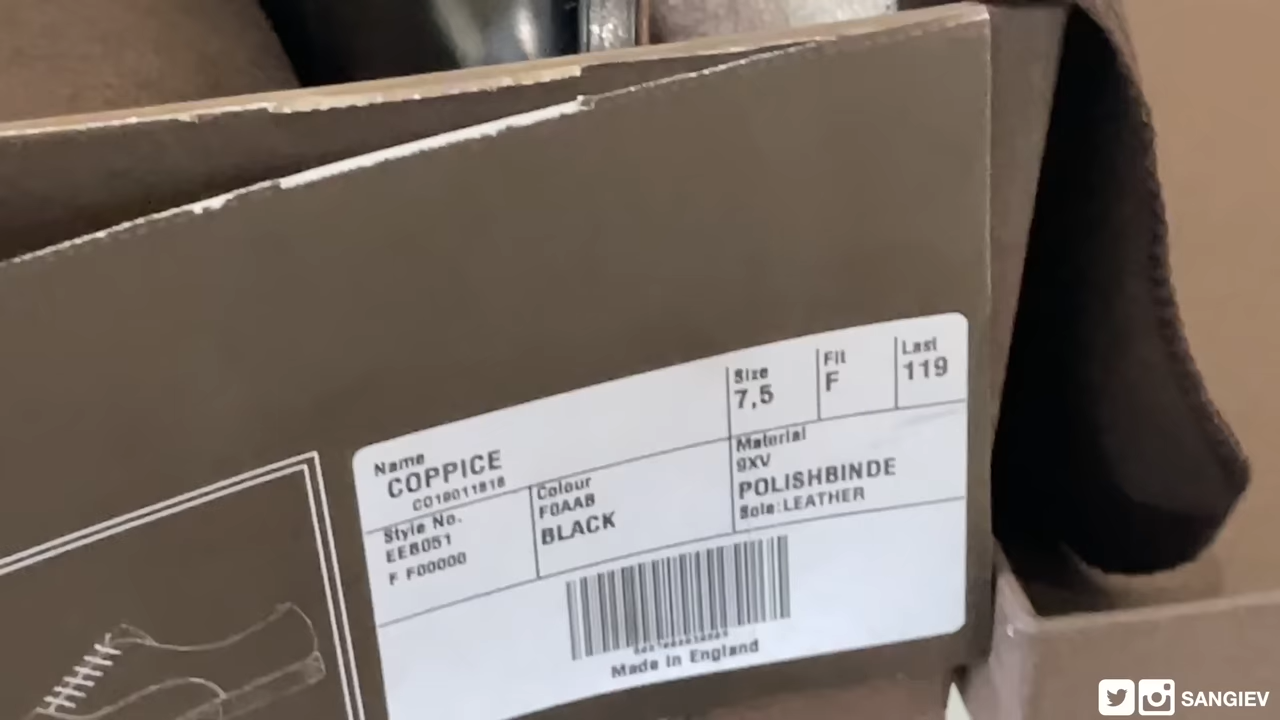 Name
COPPICE
CO19011818
Style No.
EE8051
F F00000
Colour
F0AAB
BLACK
Size
7,5
Fit
F
Last
119
Material
9XV
POLISHBINDE
Sole:LEATHER
Made in England
SANGIEV